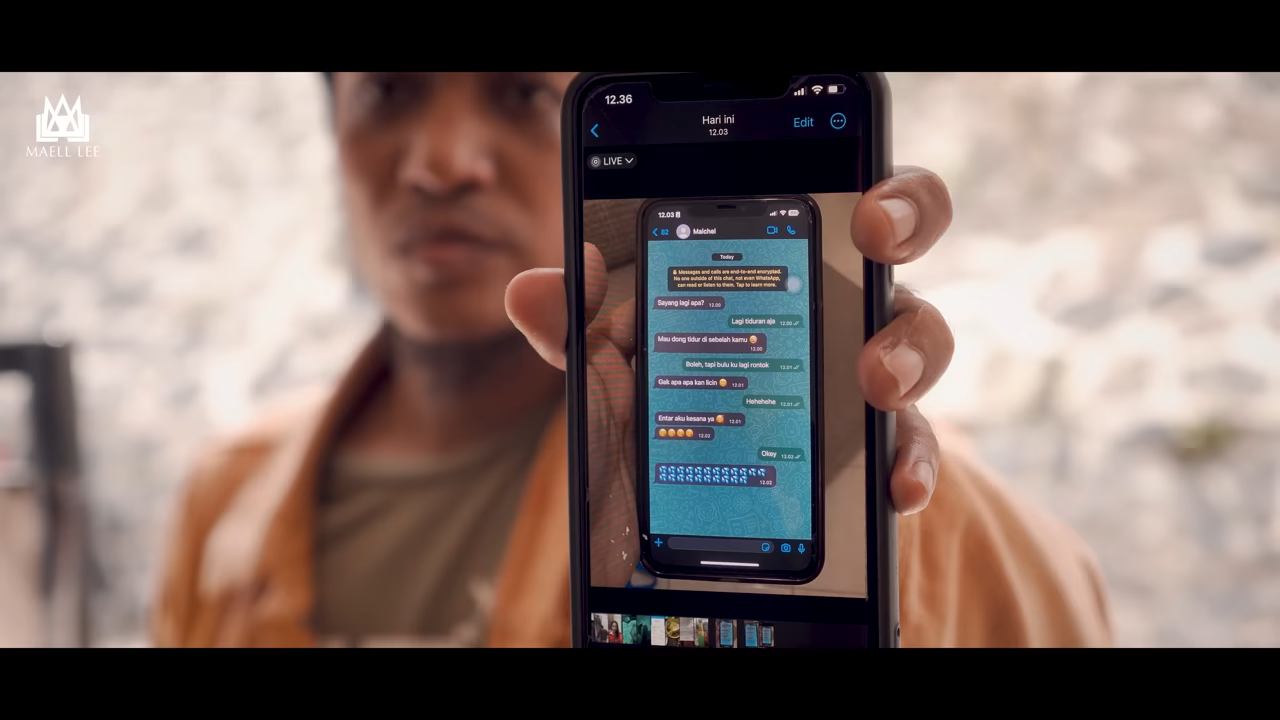 MAELL LEE
12.36
Hari ini
12.03
Edit
LIVE
12.03
82
Maichel
Today
Messages and calls are end-to-end encrypted.
No one outside of this chat, not even WhatsApp,
can read or listen to them. Tap to learn more.
Sayang lagi apa? 12.00
Lagi tiduran aja 12.00
Mau dong tidur di sebelah kamu
12.00
Boleh, tapi bulu ku lagi rontok 12.01
Gak apa apa kan licin 12.01
Hehehehe 12.01
Entar aku kesana ya 12.01
12.02
Okey 12.02
12.02